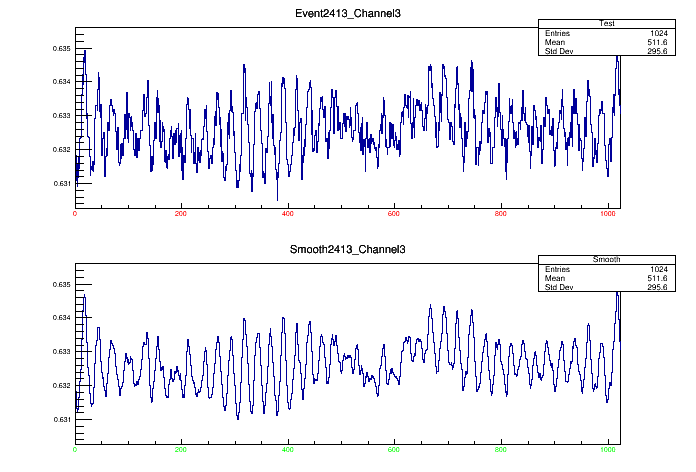 Event2413_Channel3
Test
Entries 1024
Mean 511.6
Std Dev 295.6
0.635
0.634
0.633
0.632
0.631
0 200 400 600 800 1000
Smooth2413_Channel3
Smooth
Entries 1024
Mean 511.6
Std Dev 295.6
0.635
0.634
0.633
0.632
0.631
0 200 400 600 800 1000